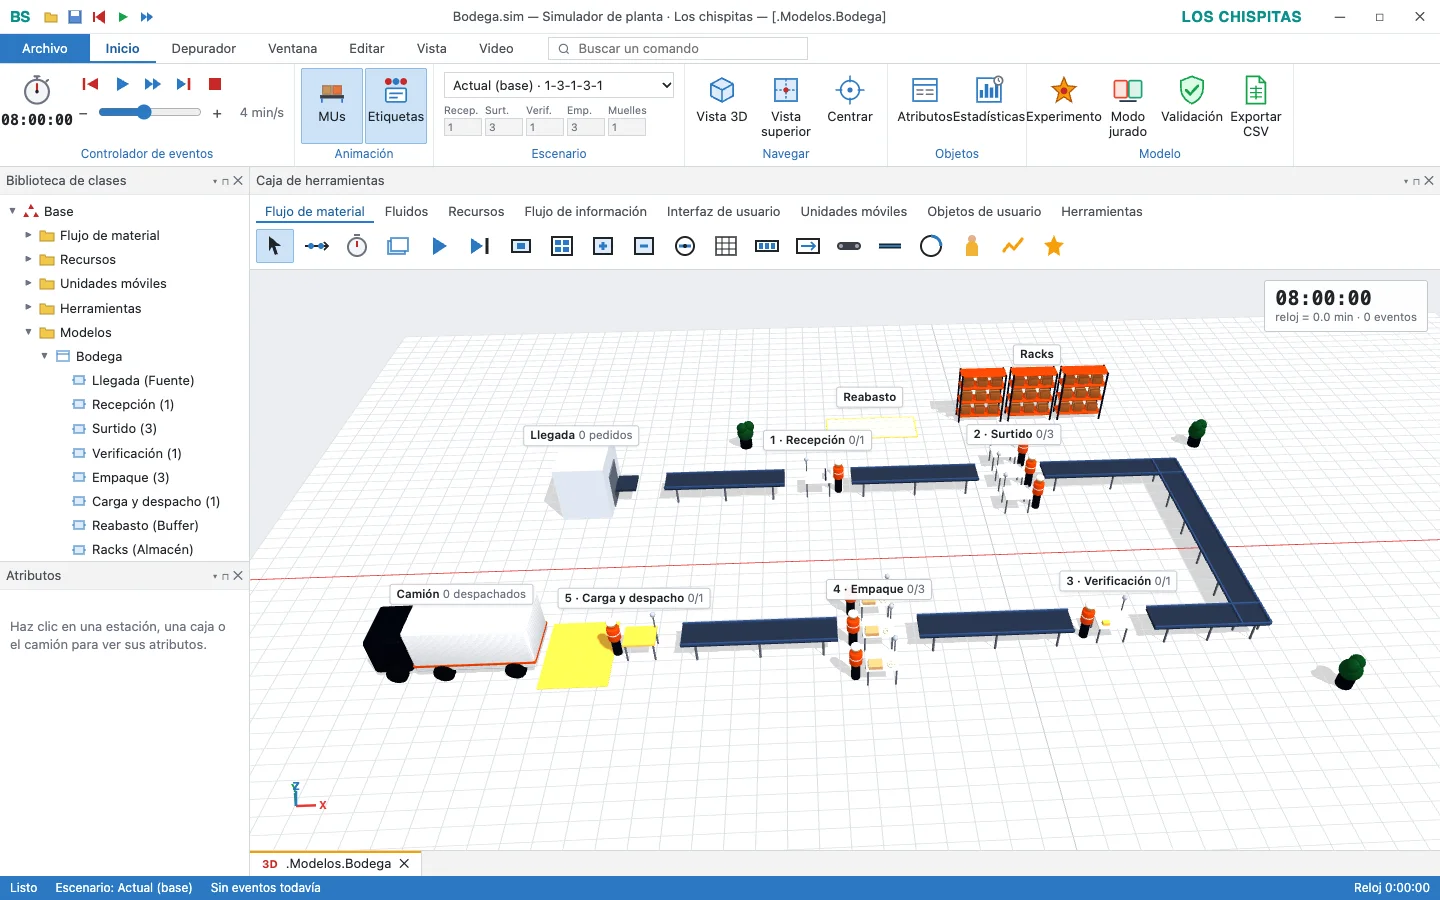 BS
Bodega.sim — Simulador de planta · Los chispitas — [.Modelos.Bodega]
LOS CHISPITAS
Archivo
Inicio
Depurador
Ventana
Editar
Vista
Video
Buscar un comando
08:00:00
4 min/s
Controlador de eventos
MUs
Etiquetas
Animación
Actual (base) · 1-3-1-3-1
Recep. Surt. Verif. Emp. Muelles
1 3 1 3 1
Escenario
Vista 3D
Vista superior
Centrar
Navegar
Atributos
Estadísticas
Objetos
Experimento
Modo jurado
Validación
Exportar CSV
Modelo
Biblioteca de clases
Base
Flujo de material
Recursos
Unidades móviles
Herramientas
Modelos
Bodega
Llegada (Fuente)
Recepción (1)
Surtido (3)
Verificación (1)
Empaque (3)
Carga y despacho (1)
Reabasto (Buffer)
Racks (Almacén)
Atributos
Haz clic en una estación, una caja o
el camión para ver sus atributos.
Caja de herramientas
Flujo de material
Fluidos
Recursos
Flujo de información
Interfaz de usuario
Unidades móviles
Objetos de usuario
Herramientas
08:00:00
reloj = 0.0 min · 0 eventos
Racks
Reabasto
Llegada 0 pedidos
1 · Recepción 0/1
2 · Surtido 0/3
3 · Verificación 0/1
4 · Empaque 0/3
5 · Carga y despacho 0/1
Camión 0 despachados
Z
X
3D .Modelos.Bodega
Listo
Escenario: Actual (base)
Sin eventos todavía
Reloj 0:00:00